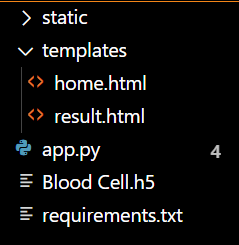 static
templates
home.html
result.html
app.py 4
Blood Cell.h5
requirements.txt